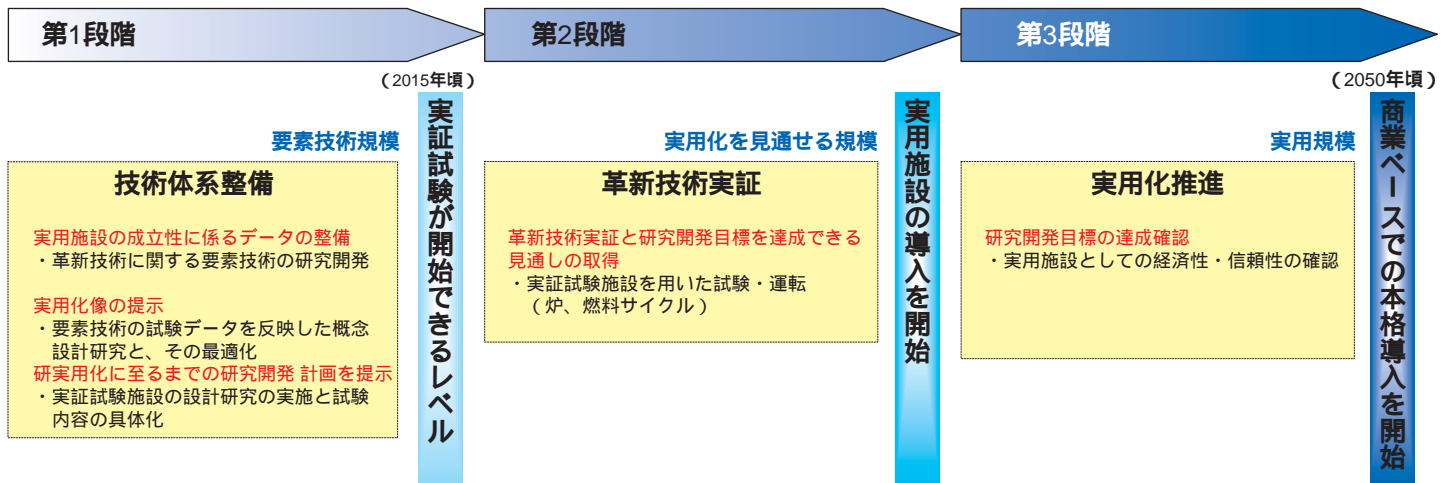 第1段階
第2段階
第3段階
（2015年頃）
（2050年頃）
要素技術規模
技術体系整備
実用施設の成立性に係るデータの整備
・革新技術に関する要素技術の研究開発
実用化像の提示
・要素技術の試験データを反映した概念
設計研究と、その最適化
研実用化に至るまでの研究開発 計画を提示
・実証試験施設の設計研究の実施と試験
内容の具体化
実証試験が開始できるレベル
実用化を見通せる規模
革新技術実証
革新技術実証と研究開発目標を達成できる
見通しの取得
・実証試験施設を用いた試験・運転
（炉、燃料サイクル）
実用施設の導入を開始
実用規模
実用化推進
研究開発目標の達成確認
・実用施設としての経済性・信頼性の確認
商業ベースでの本格導入を開始